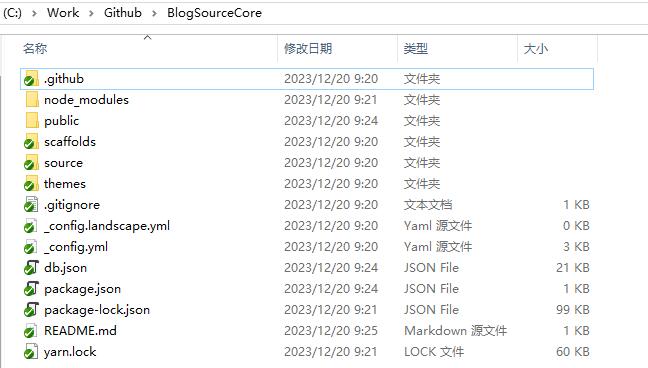 (C:) > Work > Github > BlogSourceCore
名称 修改日期 类型 大小
.github 2023/12/20 9:20 文件夹
node_modules 2023/12/20 9:21 文件夹
public 2023/12/20 9:24 文件夹
scaffolds 2023/12/20 9:20 文件夹
source 2023/12/20 9:20 文件夹
themes 2023/12/20 9:20 文件夹
.gitignore 2023/12/20 9:20 文本文档 1 KB
_config.landscape.yml 2023/12/20 9:20 Yaml 源文件 0 KB
_config.yml 2023/12/20 9:20 Yaml 源文件 3 KB
db.json 2023/12/20 9:24 JSON File 21 KB
package.json 2023/12/20 9:24 JSON File 1 KB
package-lock.json 2023/12/20 9:21 JSON File 99 KB
README.md 2023/12/20 9:25 Markdown 源文件 1 KB
yarn.lock 2023/12/20 9:21 LOCK 文件 60 KB